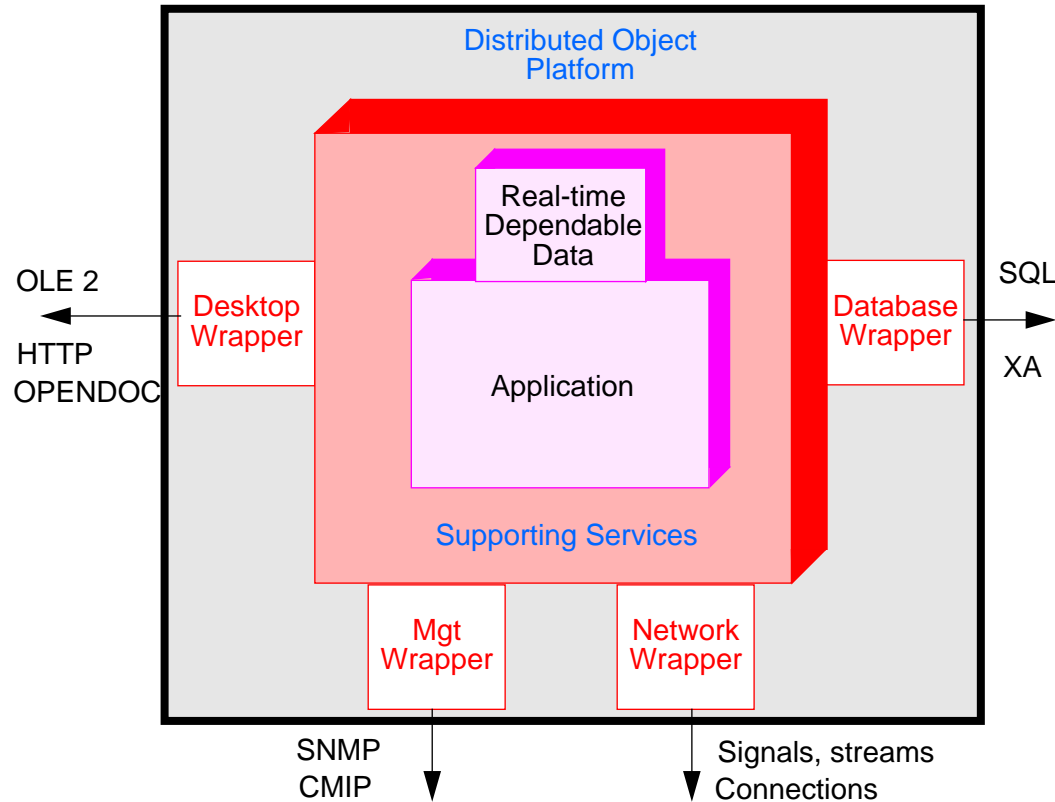 Distributed Object
Platform
Real-time
Dependable
Data
OLE 2
HTTP
OPENDOC
Desktop
Wrapper
Application
Database
Wrapper
SQL
XA
Supporting Services
Mgt
Wrapper
Network
Wrapper
SNMP
CMIP
Signals, streams
Connections